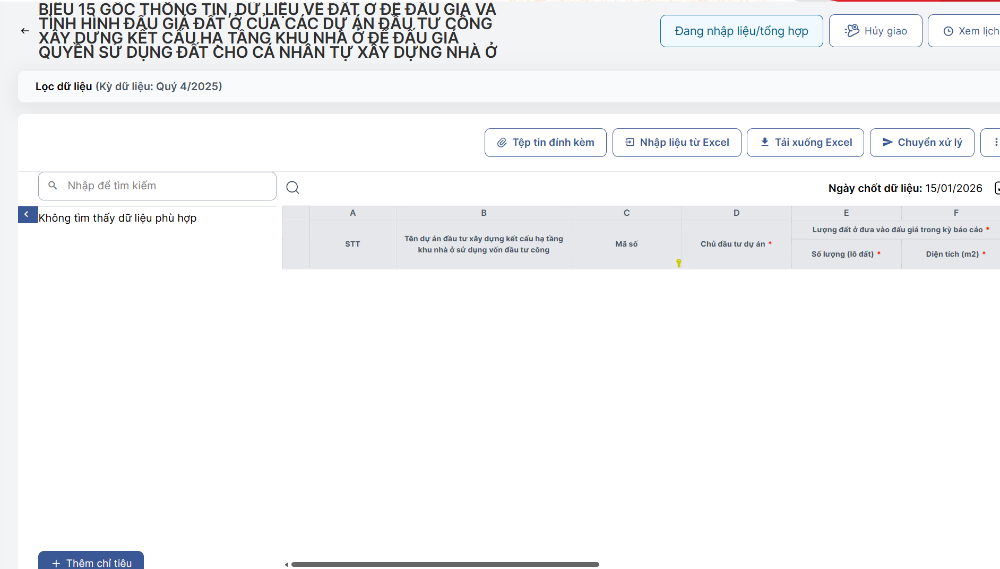 BIỂU 15 GỐC THÔNG TIN, DỮ LIỆU VỀ ĐẤT Ở ĐỂ ĐẤU GIÁ VÀ
TÌNH HÌNH ĐẤU GIÁ ĐẤT Ở CỦA CÁC DỰ ÁN ĐẦU TƯ CÔNG
XÂY DỰNG KẾT CẤU HẠ TẦNG KHU NHÀ Ở ĐỂ ĐẤU GIÁ
QUYỀN SỬ DỤNG ĐẤT CHO CÁ NHÂN TỰ XÂY DỰNG NHÀ Ở
Đang nhập liệu/tổng hợp
Hủy giao
Xem lịch
Lọc dữ liệu (Kỳ dữ liệu: Quý 4/2025)
Tệp tin đính kèm
Nhập liệu từ Excel
Tải xuống Excel
Chuyển xử lý
Nhập để tìm kiếm
Ngày chốt dữ liệu: 15/01/2026
Không tìm thấy dữ liệu phù hợp
A B C D E F
STT
Tên dự án đầu tư xây dựng kết cấu hạ tầng
khu nhà ở sử dụng vốn đầu tư công
Mã số
Chủ đầu tư dự án *
Lượng đất ở đưa vào đấu giá trong kỳ báo cáo *
Số lượng (lô đất) *
Diện tích (m2) *
+ Thêm chỉ tiêu